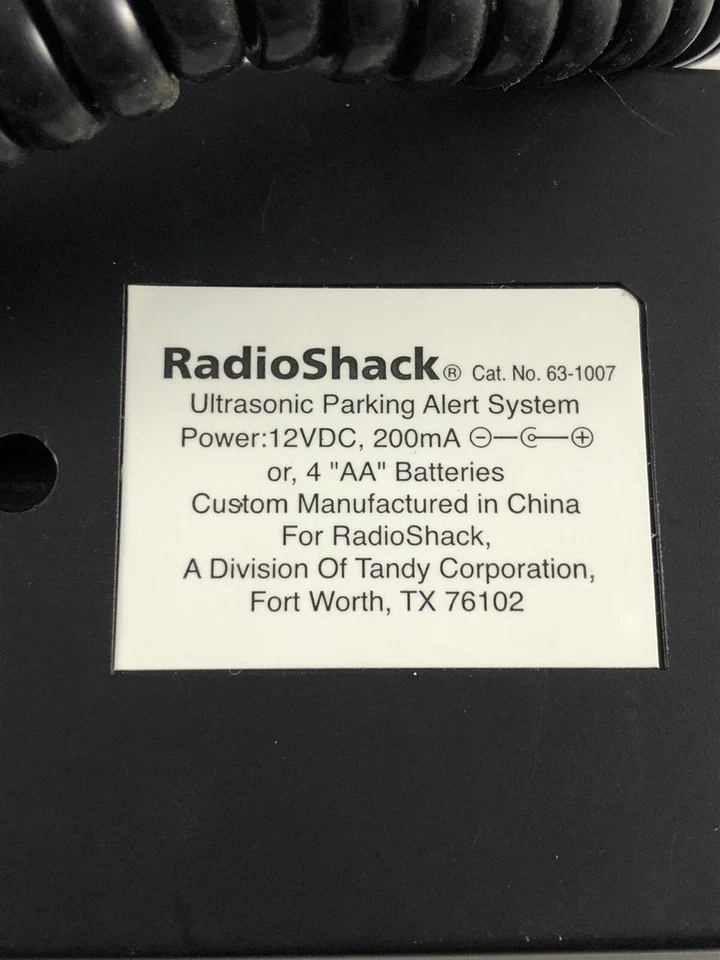 RadioShack® Cat. No. 63-1007
Ultrasonic Parking Alert System
Power:12VDC, 200mA ⊖—⊙—⊕
or, 4 "AA" Batteries
Custom Manufactured in China
For RadioShack,
A Division Of Tandy Corporation,
Fort Worth, TX 76102